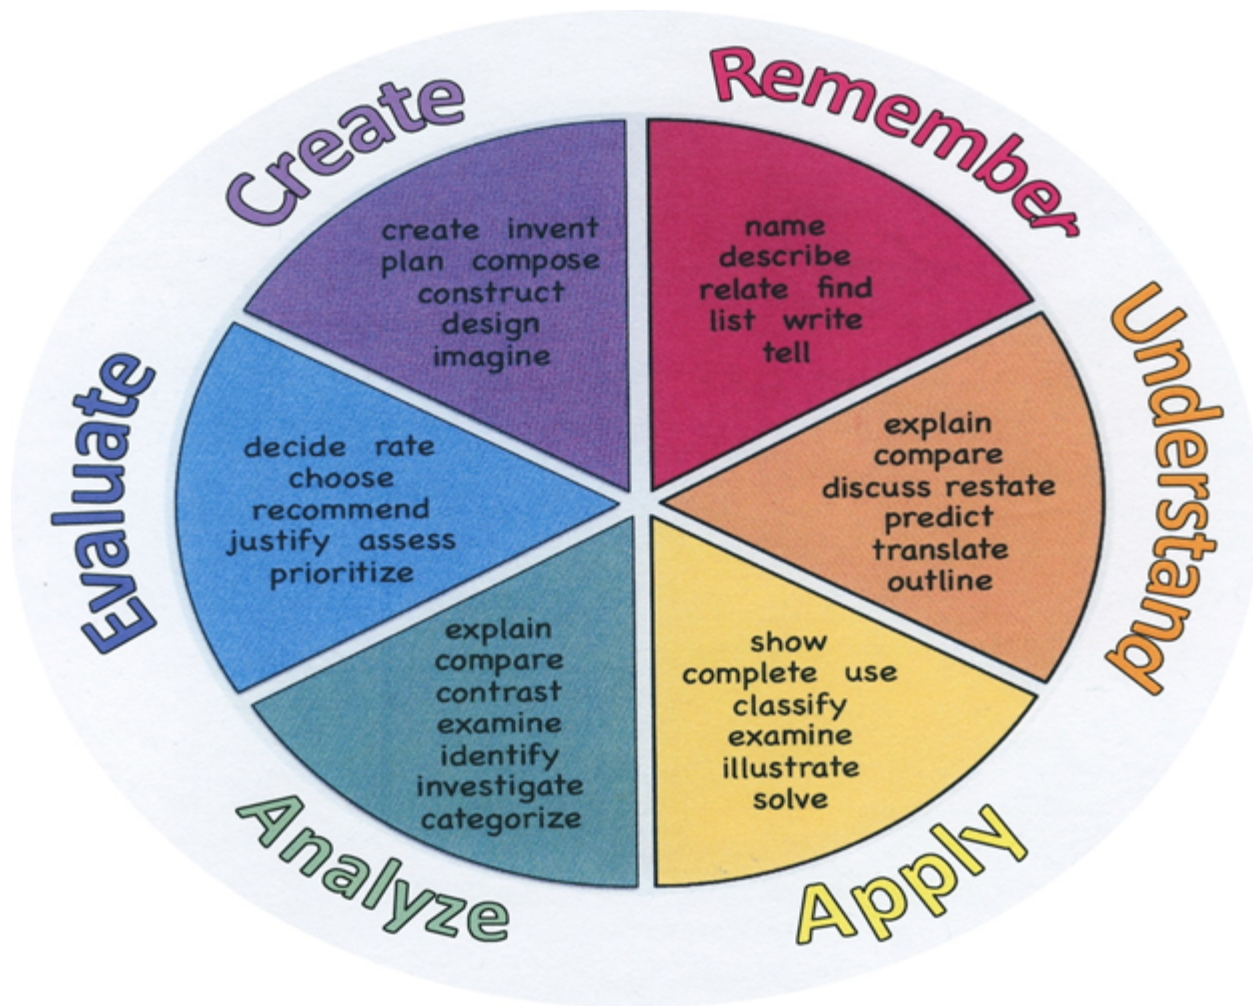 Create
create invent
plan compose
construct
design
imagine
Remember
name
describe
relate find
list write
tell
Understand
explain
compare
discuss restate
predict
translate
outline
Apply
show
complete use
classify
examine
illustrate
solve
Analyze
explain
compare
contrast
examine
identify
investigate
categorize
Evaluate
decide rate
choose
recommend
justify assess
prioritize